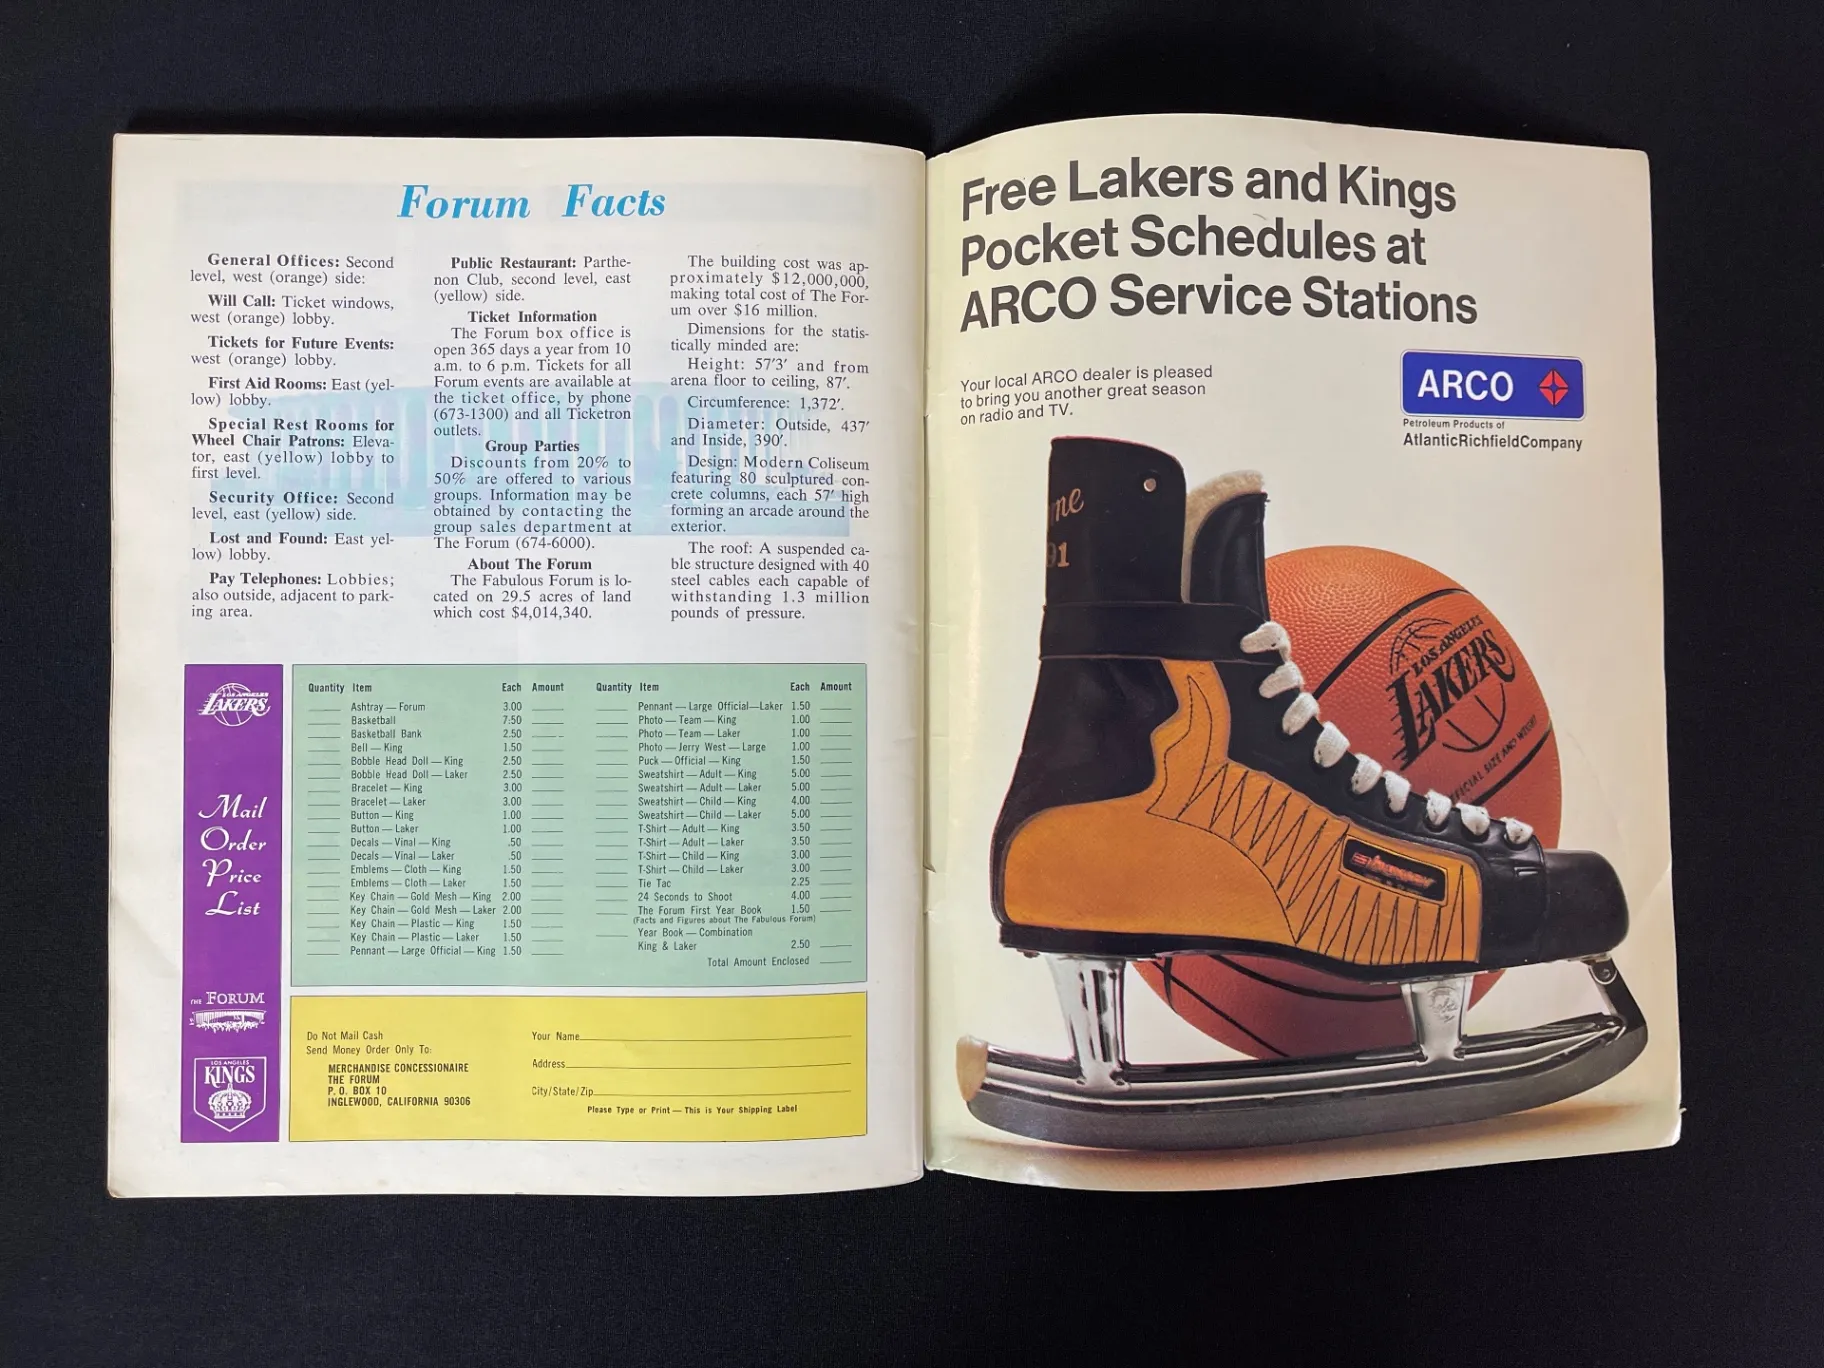 Forum Facts
General Offices: Second
level, west (orange) side:
Will Call: Ticket windows,
west (orange) lobby.
Tickets for Future Events:
west (orange) lobby.
First Aid Rooms: East (yel-
low) lobby.
Special Rest Rooms for
Wheel Chair Patrons: Eleva-
tor, east (yellow) lobby to
first level.
Security Office: Second
level, east (yellow) side.
Lost and Found: East yel-
low) lobby.
Pay Telephones: Lobbies;
also outside, adjacent to park-
ing area.
Public Restaurant: Parthe-
non Club, second level, east
(yellow) side.
Ticket Information
The Forum box office is
open 365 days a year from 10
a.m. to 6 p.m. Tickets for all
Forum events are available at
the ticket office, by phone
(673-1300) and all Ticketron
outlets.
Group Parties
Discounts from 20% to
50% are offered to various
groups. Information may be
obtained by contacting the
group sales department at
The Forum (674-6000).
About The Forum
The Fabulous Forum is lo-
cated on 29.5 acres of land
which cost $4,014,340.
The building cost was ap-
proximately $12,000,000,
making total cost of The For-
um over $16 million.
Dimensions for the statis-
tically minded are:
Height: 57'3' and from
arena floor to ceiling, 87'.
Circumference: 1,372'.
Diameter: Outside, 437'
and Inside, 390'.
Design: Modern Coliseum
featuring 80 sculptured con-
crete columns, each 57' high
forming an arcade around the
exterior.
The roof: A suspended ca-
ble structure designed with 40
steel cables each capable of
withstanding 1.3 million
pounds of pressure.
LOS ANGELES
LAKERS
Mail
Order
Price
List
THE FORUM
LOS ANGELES
KINGS
Quantity Item Each Amount
Ashtray — Forum 3.00
Basketball 7.50
Basketball Bank 2.50
Bell — King 1.50
Bobble Head Doll — King 2.50
Bobble Head Doll — Laker 2.50
Bracelet — King 3.00
Bracelet — Laker 3.00
Button — King 1.00
Button — Laker 1.00
Decals — Vinal — King .50
Decals — Vinal — Laker .50
Emblems — Cloth — King 1.50
Emblems — Cloth — Laker 1.50
Key Chain — Gold Mesh — King 2.00
Key Chain — Gold Mesh — Laker 2.00
Key Chain — Plastic — King 1.50
Key Chain — Plastic — Laker 1.50
Pennant — Large Official — King 1.50
Quantity Item Each Amount
Pennant — Large Official—Laker 1.50
Photo — Team — King 1.00
Photo — Team — Laker 1.00
Photo — Jerry West — Large 1.00
Puck — Official — King 1.50
Sweatshirt — Adult — King 5.00
Sweatshirt — Adult — Laker 5.00
Sweatshirt — Child — King 4.00
Sweatshirt — Child — Laker 5.00
T-Shirt — Adult — King 3.50
T-Shirt — Adult — Laker 3.50
T-Shirt — Child — King 3.00
T-Shirt — Child — Laker 3.00
Tie Tac 2.25
24 Seconds to Shoot 4.00
The Forum First Year Book 1.50
(Facts and Figures about The Fabulous Forum)
Year Book — Combination
King & Laker 2.50
Total Amount Enclosed
Do Not Mail Cash
Send Money Order Only To:
MERCHANDISE CONCESSIONAIRE
THE FORUM
P. O. BOX 10
INGLEWOOD, CALIFORNIA 90306
Your Name
Address
City/State/Zip
Please Type or Print — This is Your Shipping Label
Free Lakers and Kings
Pocket Schedules at
ARCO Service Stations
Your local ARCO dealer is pleased
to bring you another great season
on radio and TV.
ARCO
Petroleum Products of
AtlanticRichfieldCompany
me
91
LOS ANGELES
LAKERS
OFFICIAL SIZE AND WEIGHT